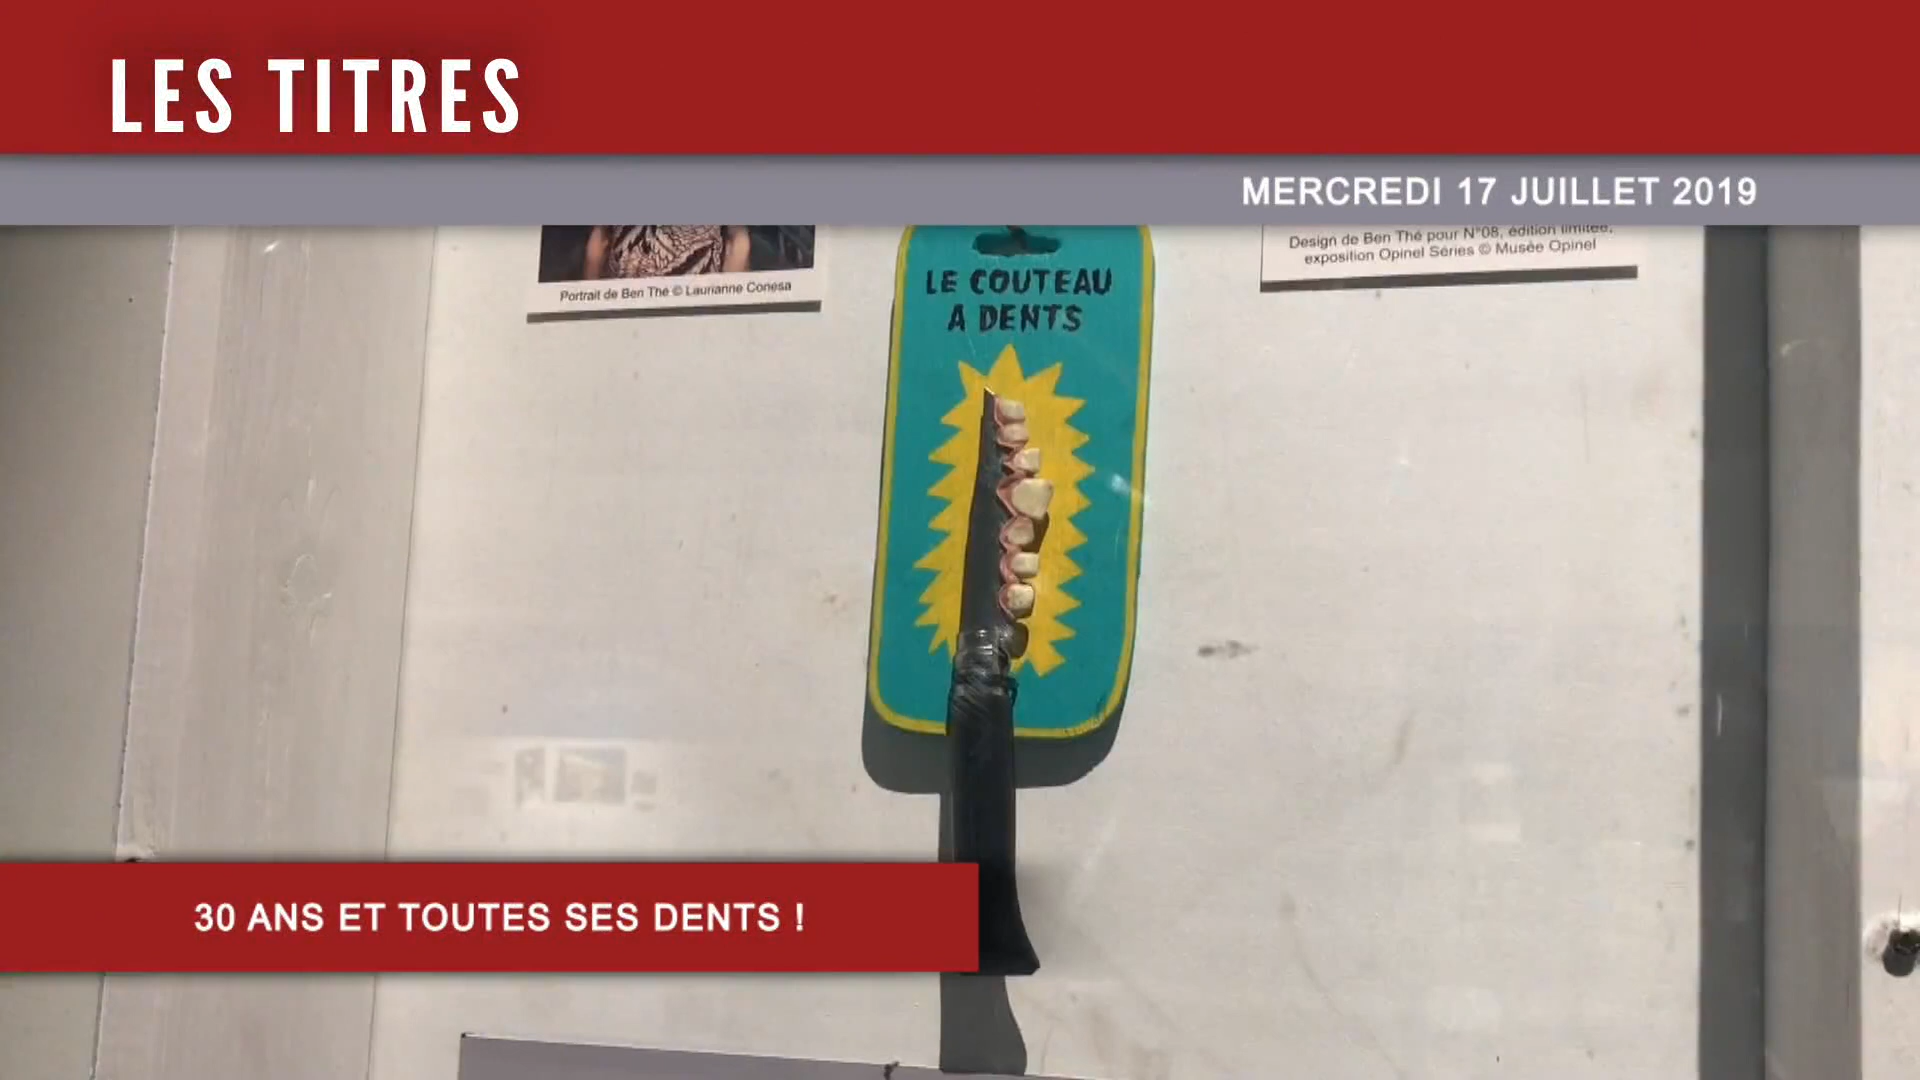 LES TITRES
MERCREDI 17 JUILLET 2019
Portrait de Ben Thé © Laurianne Conesa
LE COUTEAU
A DENTS
Design de Ben Thé pour N°08, édition limitée,
exposition Opinel Séries © Musée Opinel
30 ANS ET TOUTES SES DENTS !